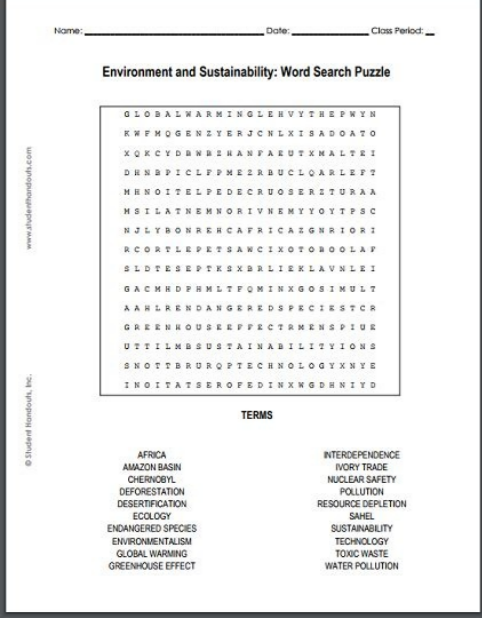 Name: Date: Class Period:
Environment and Sustainability: Word Search Puzzle
G L O B A L W A R M I N G L E H V Y T H E P W Y N
K W F M Q G E N Z Y E R J C N L X I S A D O A T O
X Q K C Y D B W B Z H A N F A E U T X M A L T E I
D H N B P I C L F P M E Z R B U C L Q A R L E F T
M H N O I T E L P E D E C R U O S E R Z T U R A A
M S I L A T N E M N O R I V N E M Y Y O Y T P S C
N J L Y B O N R E H C A F R I C A Z G N R I O R I
R C O R T L E P E T S A W C I X O T O B O O L A F
S L D T E S E P T K S X B R L I E K L A V N L E I
G A C M H D P H M L T F Q M I N X G O S I M U L T
A A H L R E N D A N G E R E D S P E C I E S T C R
G R E E N H O U S E E F F E C T R M E N S P I U E
U T T I L M B S U S T A I N A B I L I T Y I O N S
S N O T T B R U R Q P T E C H N O L O G Y X N Y E
I N O I T A T S E R O F E D I N X W G D H N I Y D
TERMS
AFRICA
AMAZON BASIN
CHERNOBYL
DEFORESTATION
DESERTIFICATION
ECOLOGY
ENDANGERED SPECIES
ENVIRONMENTALISM
GLOBAL WARMING
GREENHOUSE EFFECT
INTERDEPENDENCE
IVORY TRADE
NUCLEAR SAFETY
POLLUTION
RESOURCE DEPLETION
SAHEL
SUSTAINABILITY
TECHNOLOGY
TOXIC WASTE
WATER POLLUTION
www.studenthandouts.com
© Student Handouts, Inc.